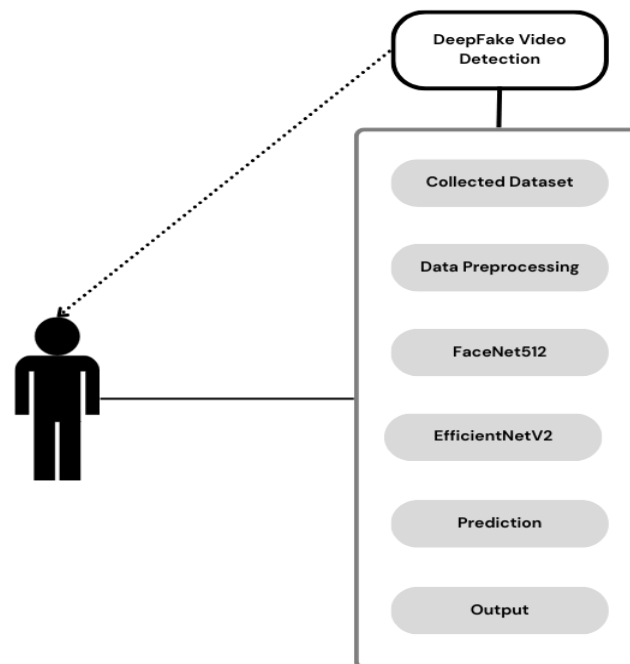 DeepFake Video
Detection
Collected Dataset
Data Preprocessing
FaceNet512
EfficientNetV2
Prediction
Output